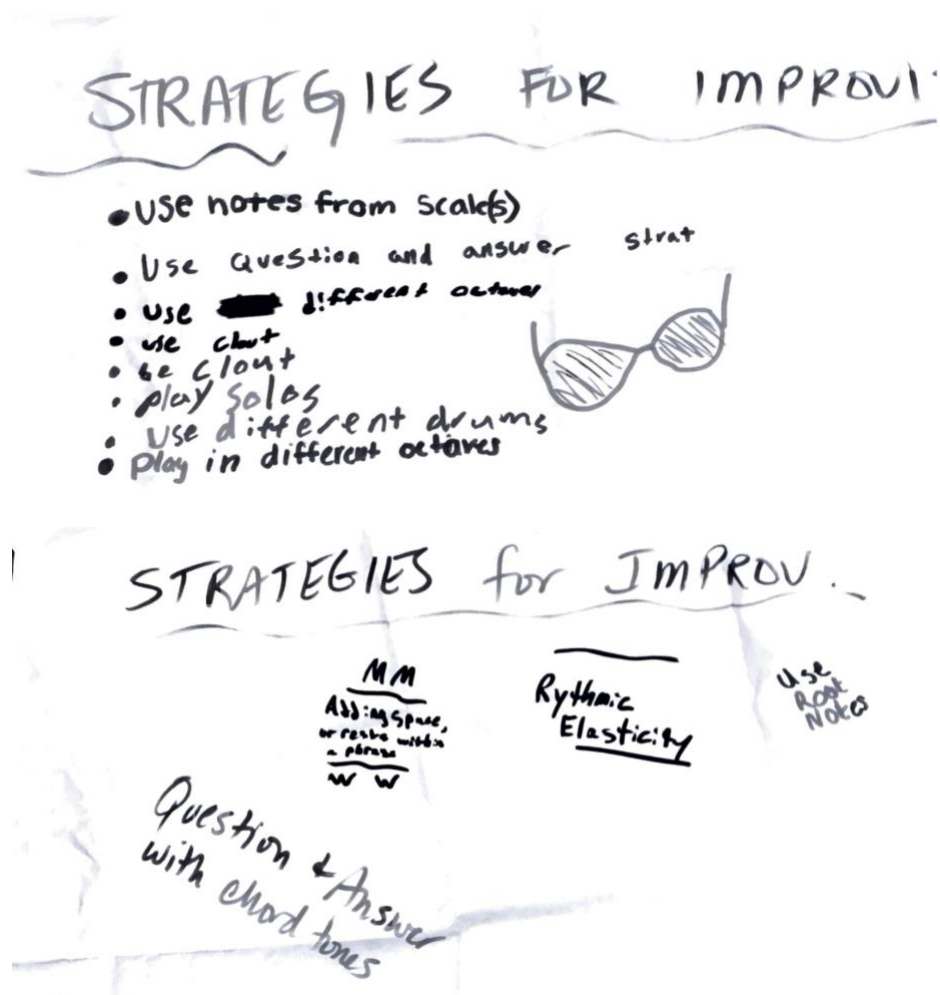 STRATEGIES FOR IMPROVI
• USE notes from scale(s)
• Use Question and answer strat
• use different octaves
• use clout
• be clout
• play solos
• Use different drums
• Play in different octaves
STRATEGIES for IMPROV.
MM
Adding space,
or rests within
a phrase
W W
Rythmic
Elasticity
Use
Root
Notes
Question & Answer
with chord tones